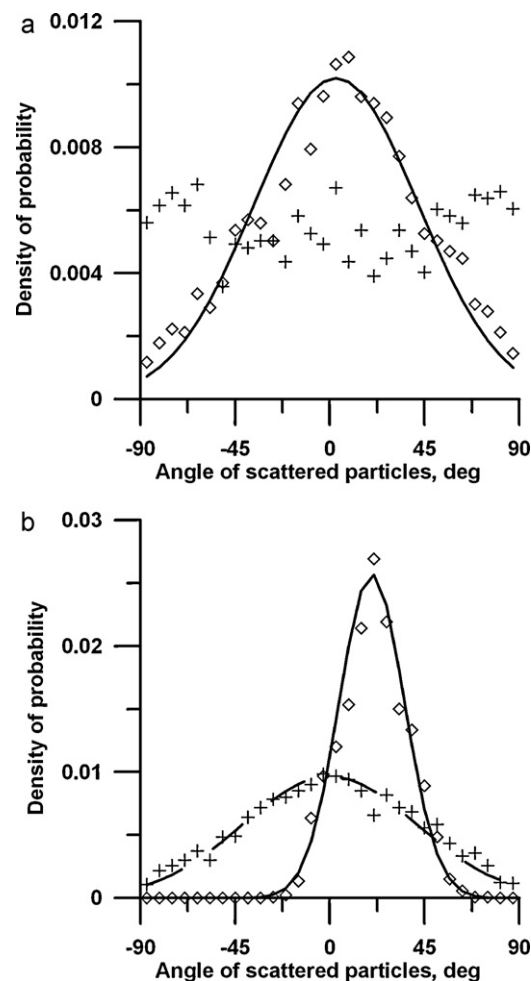 a
0.012
0.008
0.004
0
Density of probability
-90 -45 0 45 90
Angle of scattered particles, deg
b
0.03
0.02
0.01
0
Density of probability
-90 -45 0 45 90
Angle of scattered particles, deg